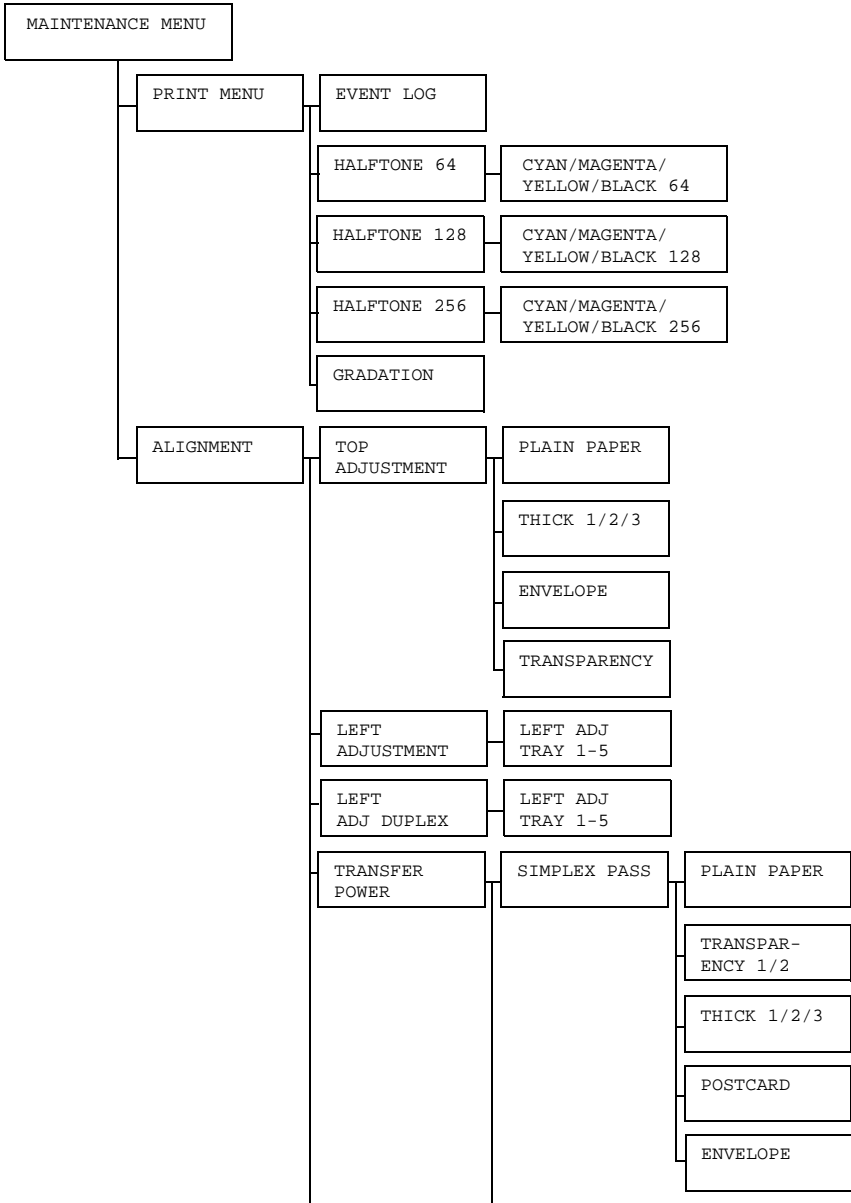 MAINTENANCE MENU
PRINT MENU
EVENT LOG
HALFTONE 64
CYAN/MAGENTA/
YELLOW/BLACK 64
HALFTONE 128
CYAN/MAGENTA/
YELLOW/BLACK 128
HALFTONE 256
CYAN/MAGENTA/
YELLOW/BLACK 256
GRADATION
ALIGNMENT
TOP
ADJUSTMENT
PLAIN PAPER
THICK 1/2/3
ENVELOPE
TRANSPARENCY
LEFT
ADJUSTMENT
LEFT ADJ
TRAY 1-5
LEFT
ADJ DUPLEX
LEFT ADJ
TRAY 1-5
TRANSFER
POWER
SIMPLEX PASS
PLAIN PAPER
TRANSPAR-
ENCY 1/2
THICK 1/2/3
POSTCARD
ENVELOPE